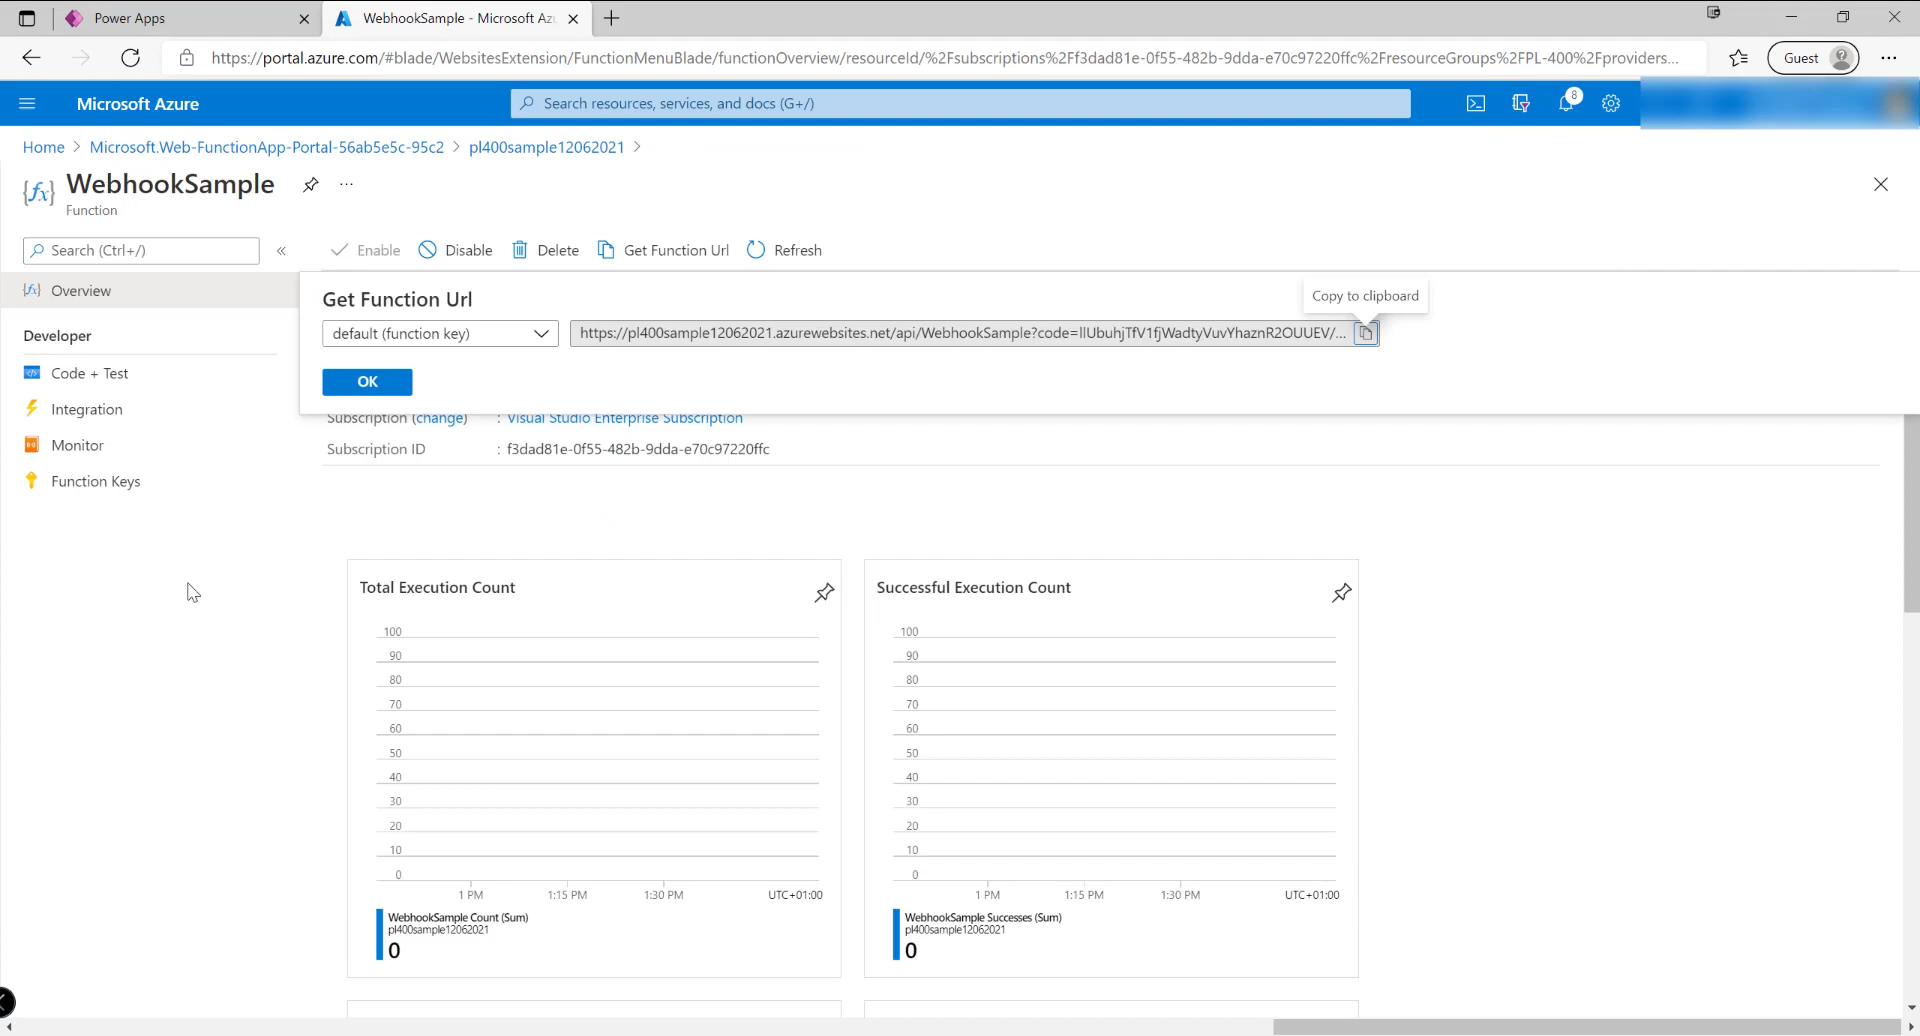 Power Apps
WebhookSample - Microsoft Az
https://portal.azure.com/#blade/WebsitesExtension/FunctionMenuBlade/functionOverview/resourceId/%2Fsubscriptions%2Ff3dad81e-0f55-482b-9dda-e70c97220ffc%2FresourceGroups%2FPL-400%2Fproviders...
Guest
Microsoft Azure
Search resources, services, and docs (G+/)
8
Home > Microsoft.Web-FunctionApp-Portal-56ab5e5c-95c2 > pl400sample12062021 >
WebhookSample
Function
Search (Ctrl+/)
Enable
Disable
Delete
Get Function Url
Refresh
Overview
Developer
Code + Test
Integration
Monitor
Function Keys
Get Function Url
Copy to clipboard
default (function key)
https://pl400sample12062021.azurewebsites.net/api/WebhookSample?code=llUbuhjTfV1fjWadtyVuvYhaznR2OUUEV/...
OK
Subscription (change) : Visual Studio Enterprise Subscription
Subscription ID : f3dad81e-0f55-482b-9dda-e70c97220ffc
Total Execution Count
100
90
80
70
60
50
40
30
20
10
0
1 PM 1:15 PM 1:30 PM UTC+01:00
WebhookSample Count (Sum)
pl400sample12062021
0
Successful Execution Count
100
90
80
70
60
50
40
30
20
10
0
1 PM 1:15 PM 1:30 PM UTC+01:00
WebhookSample Successes (Sum)
pl400sample12062021
0